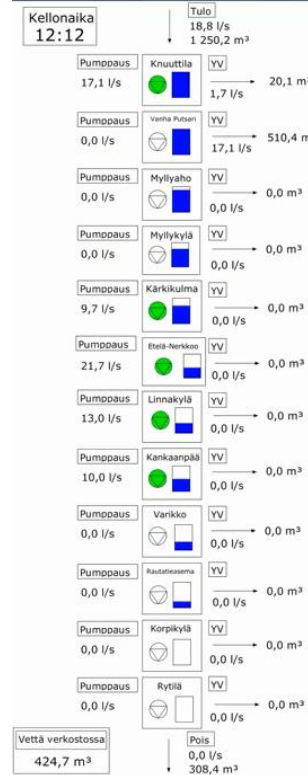 Kellonaika
12:12
Tulo
18,8 l/s
1 250,2 m³
Pumppaus
17,1 l/s
Knuuttila
YV
1,7 l/s
20,1 m³
Pumppaus
0,0 l/s
Vanha Putsari
YV
17,1 l/s
510,4 m
Pumppaus
0,0 l/s
Myllyaho
YV
0,0 l/s
0,0 m³
Pumppaus
0,0 l/s
Myllykylä
YV
0,0 l/s
0,0 m³
Pumppaus
9,7 l/s
Kärkikulma
YV
0,0 l/s
0,0 m³
Pumppaus
21,7 l/s
Etelä-Nerkkoo
YV
0,0 l/s
0,0 m³
Pumppaus
13,0 l/s
Linnakylä
YV
0,0 l/s
0,0 m³
Pumppaus
10,0 l/s
Kankaanpää
YV
0,0 l/s
0,0 m³
Pumppaus
0,0 l/s
Varikko
YV
0,0 l/s
0,0 m³
Pumppaus
0,0 l/s
Rautatieasema
YV
0,0 l/s
0,0 m³
Pumppaus
0,0 l/s
Korpikylä
YV
0,0 l/s
0,0 m³
Pumppaus
0,0 l/s
Rytilä
YV
0,0 l/s
0,0 m³
Vettä verkostossa
424,7 m³
Pois
0,0 l/s
308,4 m³